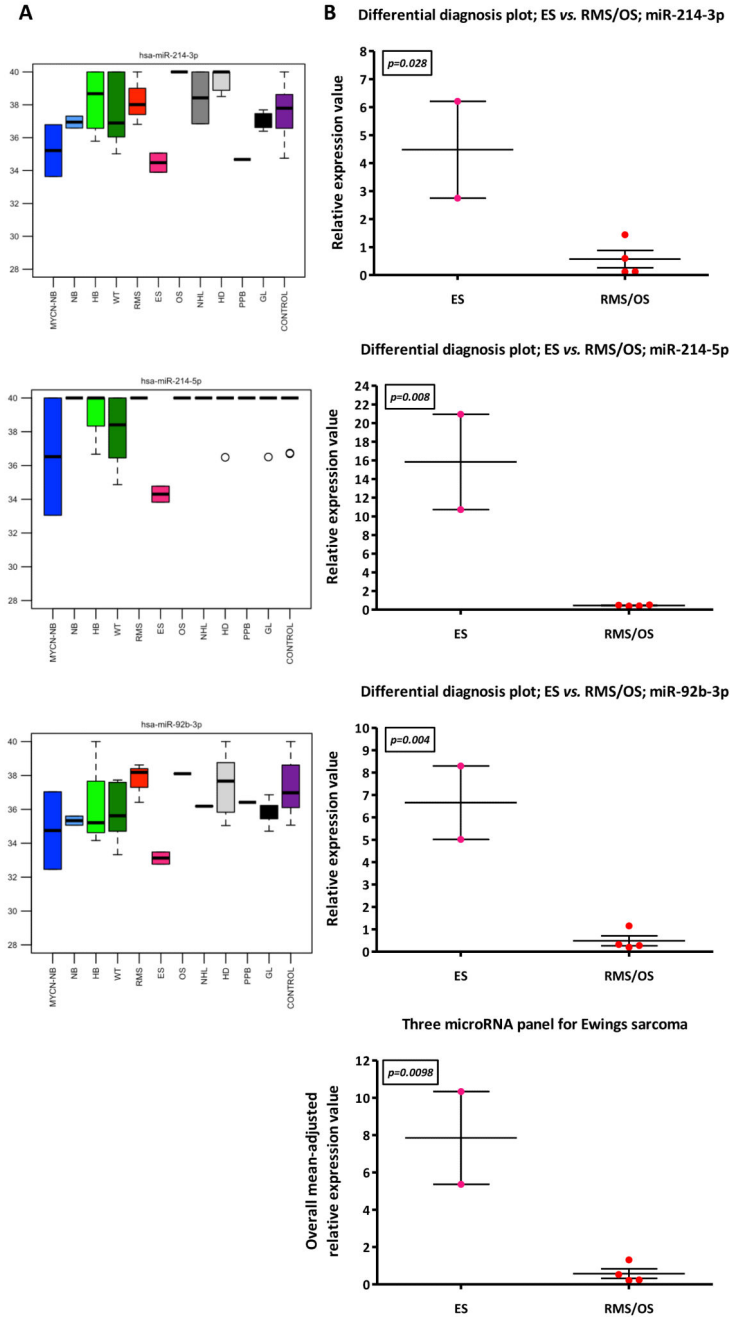 A
hsa-miR-214-3p
40
38
36
34
32
30
28
MYCN-NB
NB
HB
WT
RMS
ES
OS
NHL
HD
PPB
GL
CONTROL
hsa-miR-214-5p
40
38
36
34
32
30
28
MYCN-NB
NB
HB
WT
RMS
ES
OS
NHL
HD
PPB
GL
CONTROL
hsa-miR-92b-3p
40
38
36
34
32
30
28
MYCN-NB
NB
HB
WT
RMS
ES
OS
NHL
HD
PPB
GL
CONTROL
B
Differential diagnosis plot; ES vs. RMS/OS; miR-214-3p
p=0.028
Relative expression value
8
7
6
5
4
3
2
1
0
ES
RMS/OS
Differential diagnosis plot; ES vs. RMS/OS; miR-214-5p
p=0.008
Relative expression value
24
22
20
18
16
14
12
10
8
6
4
2
0
ES
RMS/OS
Differential diagnosis plot; ES vs. RMS/OS; miR-92b-3p
p=0.004
Relative expression value
10
9
8
7
6
5
4
3
2
1
0
ES
RMS/OS
Three microRNA panel for Ewings sarcoma
p=0.0098
Overall mean-adjusted
relative expression value
12
10
8
6
4
2
0
ES
RMS/OS